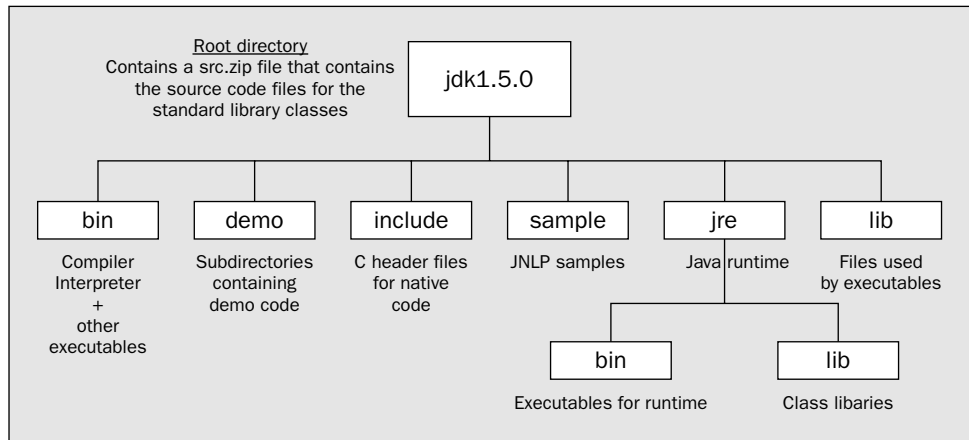 Root directory
Contains a src.zip file that contains
the source code files for the
standard library classes
jdk1.5.0
bin
demo
include
sample
jre
lib
Compiler
Interpreter
+
other
executables
Subdirectories
containing
demo code
C header files
for native
code
JNLP samples
Java runtime
Files used
by executables
bin
lib
Executables for runtime
Class libaries